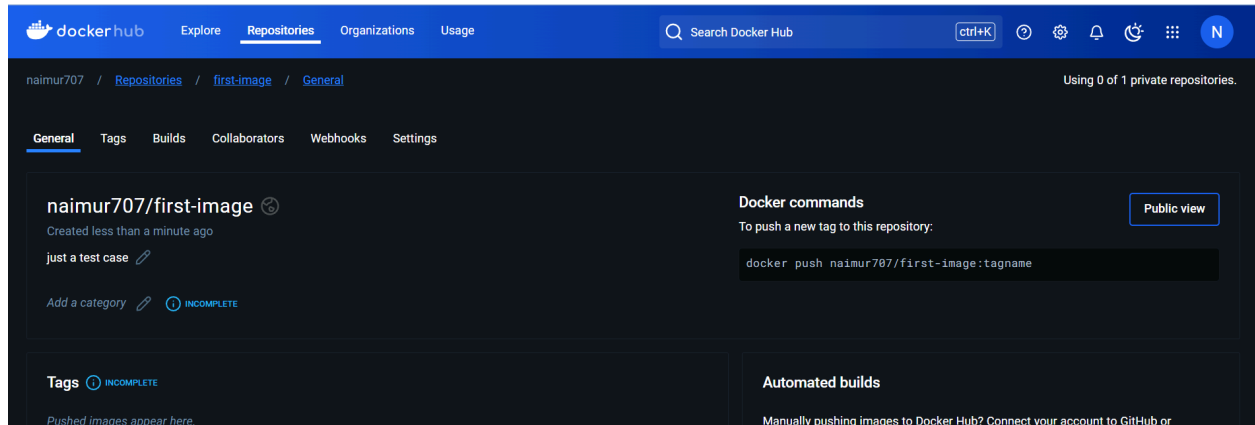 dockerhub Explore Repositories Organizations Usage Search Docker Hub ctrl+K N
naimur707 / Repositories / first-image / General Using 0 of 1 private repositories.
General Tags Builds Collaborators Webhooks Settings
naimur707/first-image
Created less than a minute ago
just a test case
Add a category INCOMPLETE
Docker commands
Public view
To push a new tag to this repository:
docker push naimur707/first-image:tagname
Tags INCOMPLETE
Pushed images appear here.
Automated builds
Manually pushing images to Docker Hub? Connect your account to GitHub or